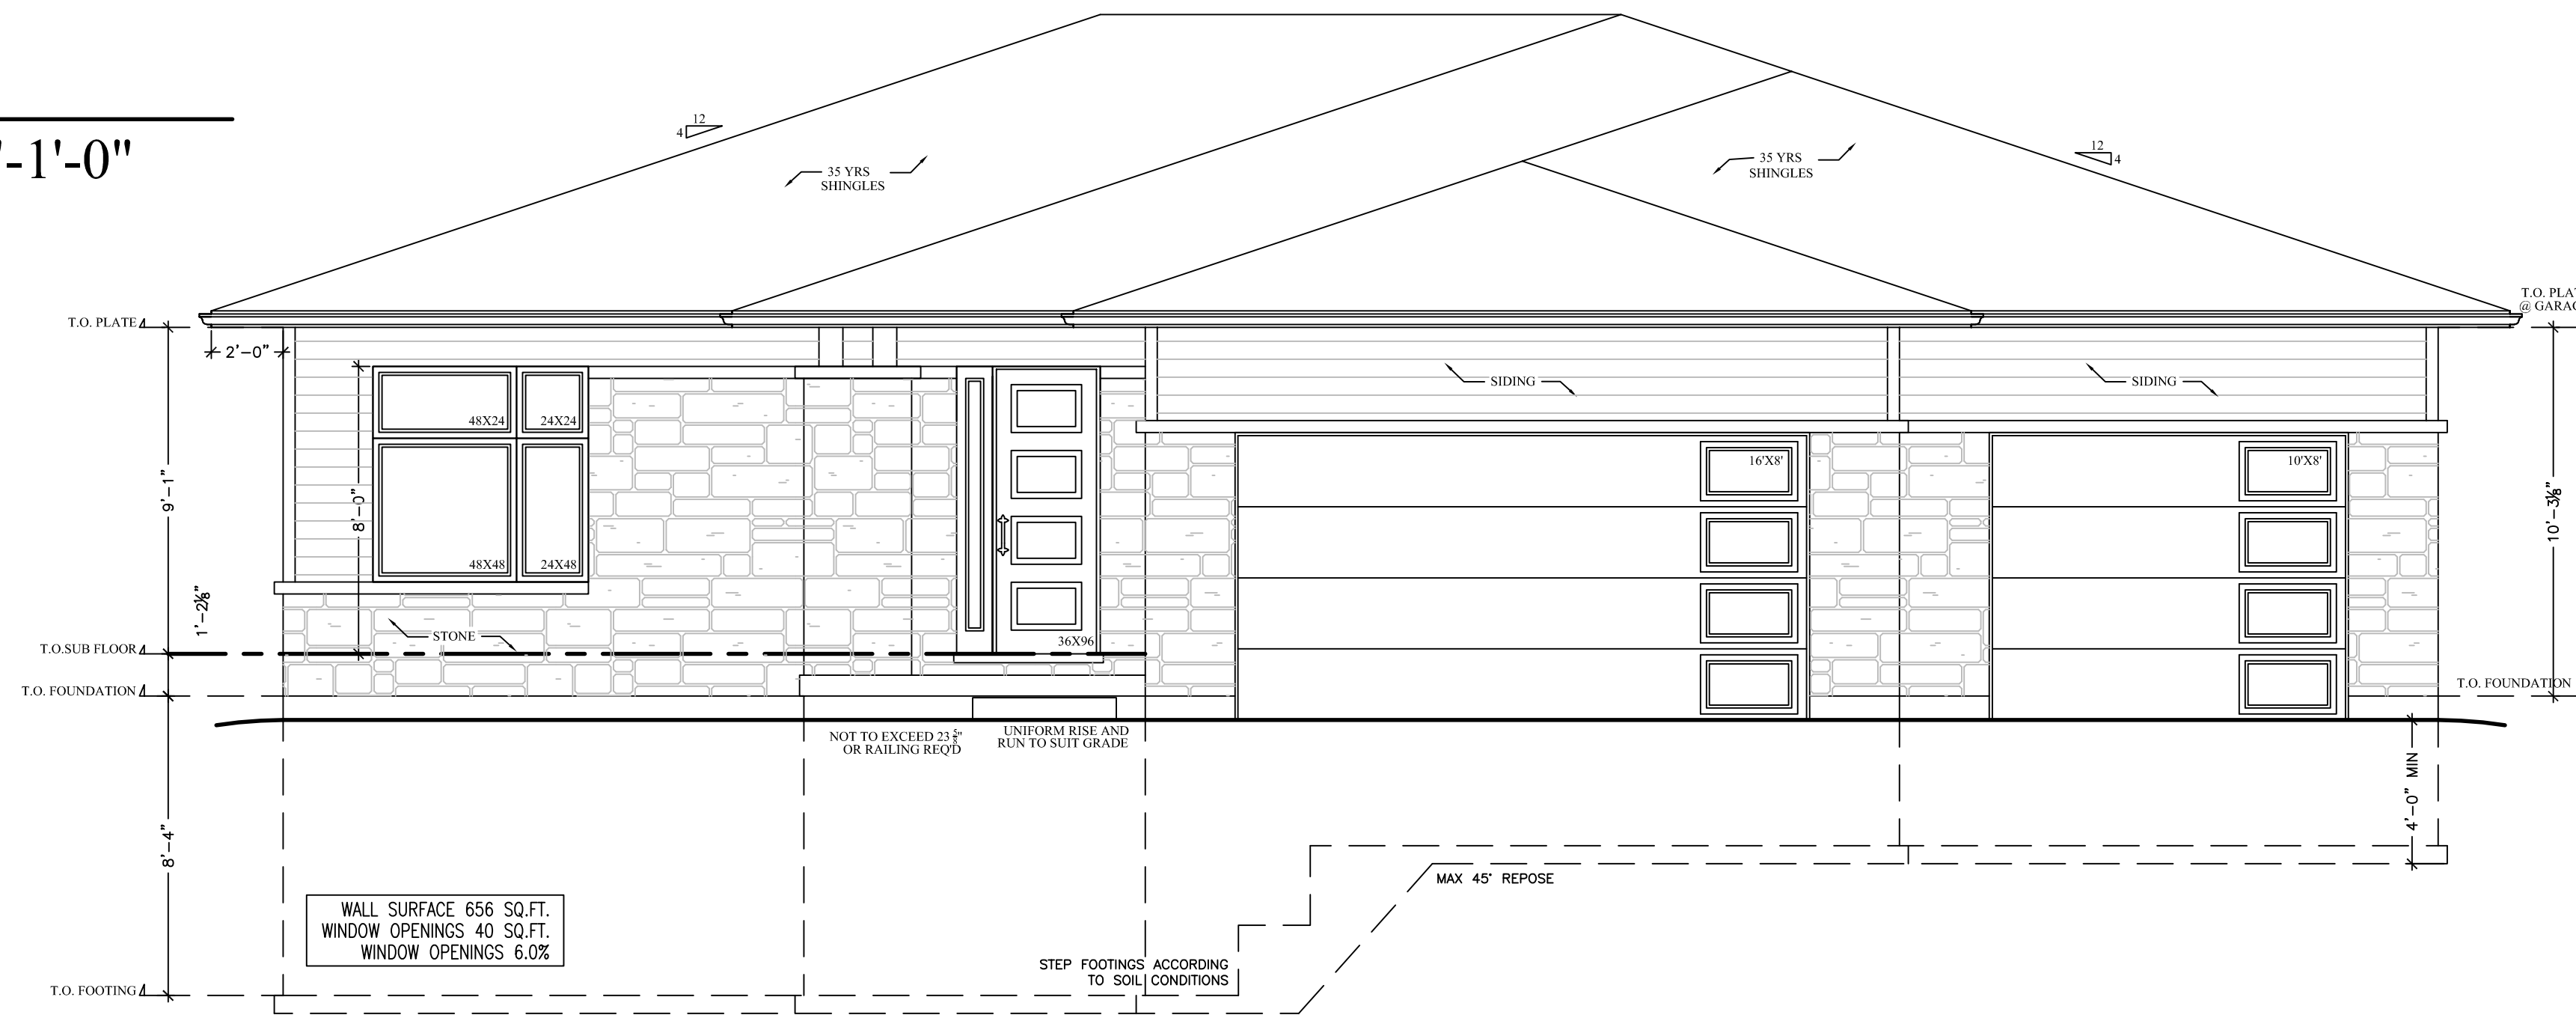 '-1'-0"
12
4
35 YRS
SHINGLES
35 YRS
SHINGLES
12
4
T.O. PLATE
T.O. PLAT
@ GARAG
2'-0"
SIDING
SIDING
48X24
24X24
16'X8'
10'X8'
9'-1"
8'-0"
10'-3⅛"
48X48
24X48
1'-2⅛"
STONE
36X96
T.O.SUB FLOOR
T.O. FOUNDATION
T.O. FOUNDATION
NOT TO EXCEED 23 ⅝"
OR RAILING REQ'D
UNIFORM RISE AND
RUN TO SUIT GRADE
4'-0" MIN
8'-4"
MAX 45° REPOSE
WALL SURFACE 656 SQ.FT.
WINDOW OPENINGS 40 SQ.FT.
WINDOW OPENINGS 6.0%
STEP FOOTINGS ACCORDING
TO SOIL CONDITIONS
T.O. FOOTING